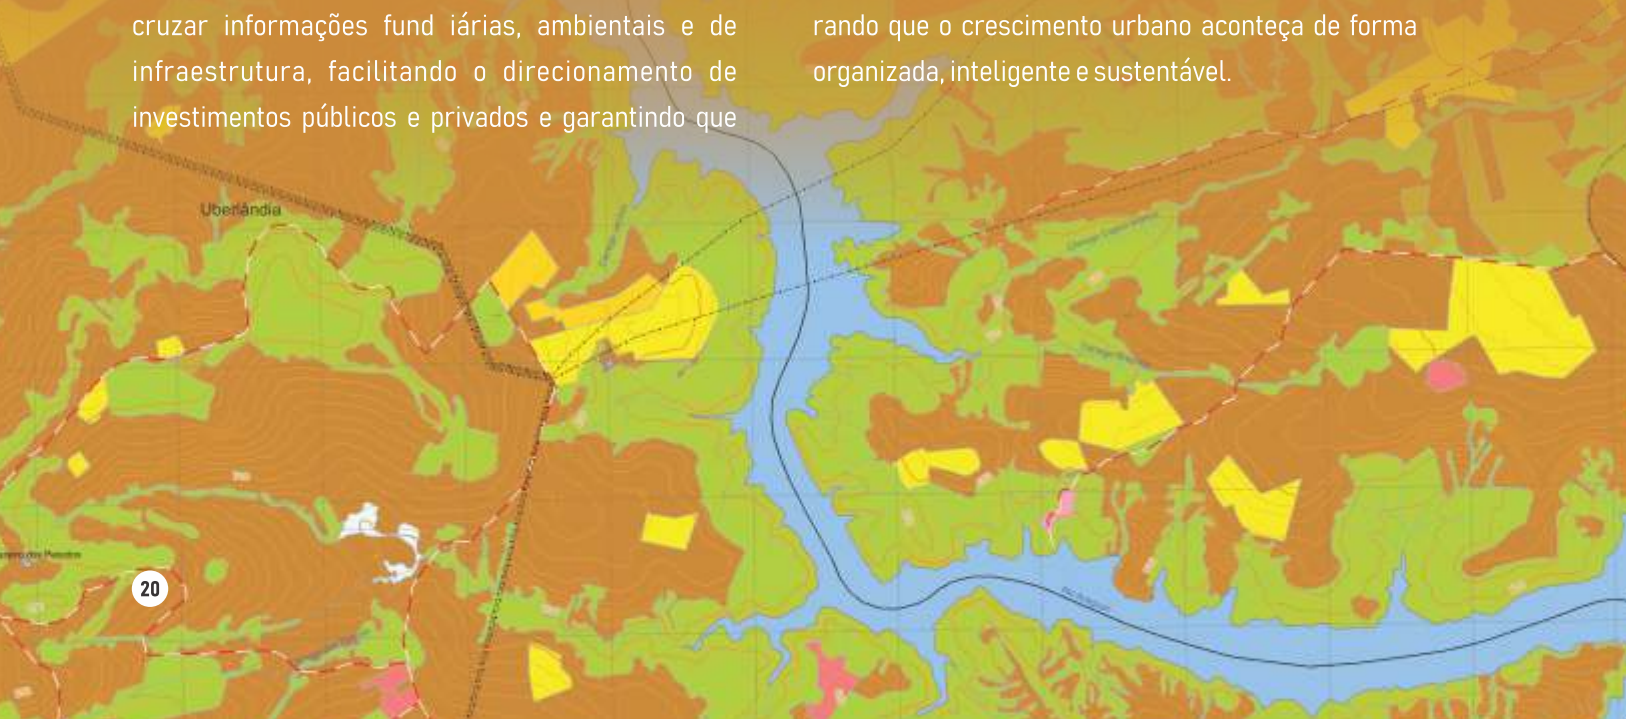 cruzar informações fund iárias, ambientais e de
infraestrutura, facilitando o direcionamento de
investimentos públicos e privados e garantindo que
rando que o crescimento urbano aconteça de forma
organizada, inteligente e sustentável.
Uberlândia
20